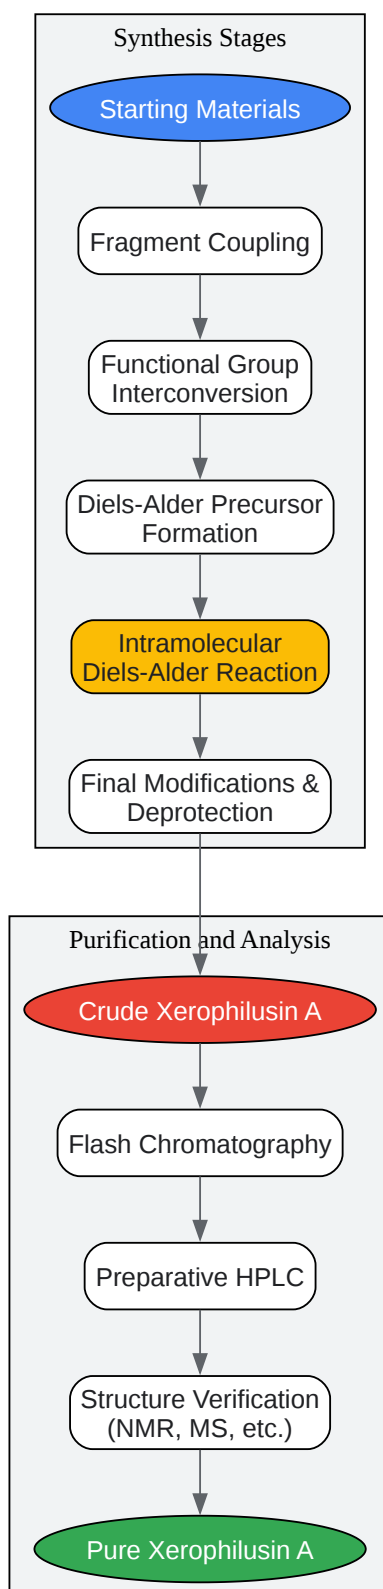 Synthesis Stages
Starting Materials
Fragment Coupling
Functional Group
Interconversion
Diels-Alder Precursor
Formation
Intramolecular
Diels-Alder Reaction
Final Modifications &
Deprotection
Purification and Analysis
Crude Xerophilusin A
Flash Chromatography
Preparative HPLC
Structure Verification
(NMR, MS, etc.)
Pure Xerophilusin A